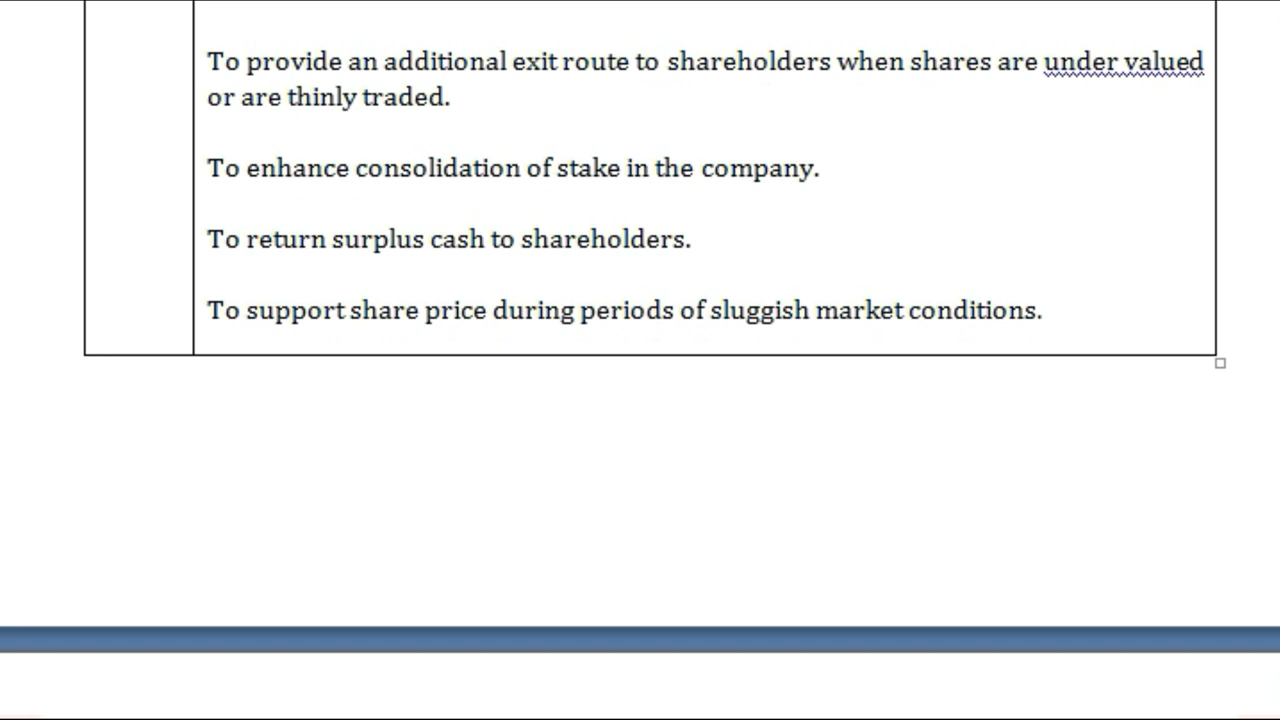 To provide an additional exit route to shareholders when shares are under valued
or are thinly traded.
To enhance consolidation of stake in the company.
To return surplus cash to shareholders.
To support share price during periods of sluggish market conditions.